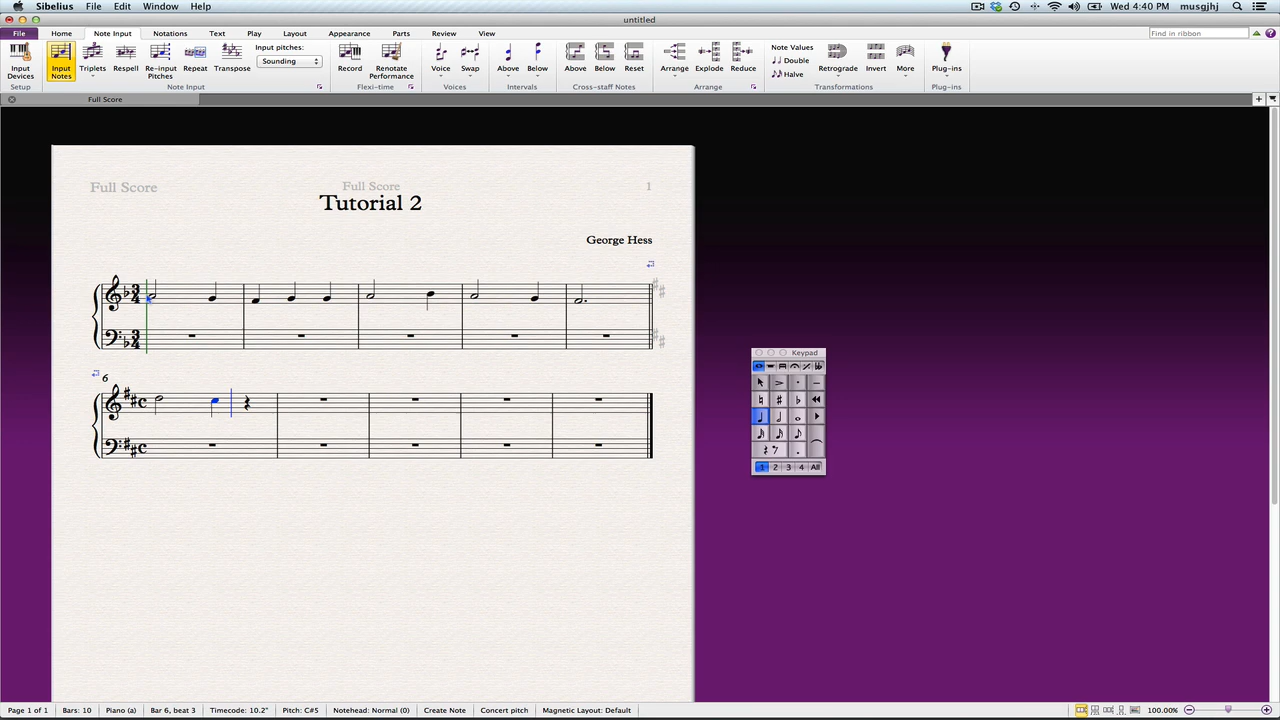 Sibelius File Edit Window Help Wed 4:40 PM musgjhj
untitled
File Home Note Input Notations Text Play Layout Appearance Parts Review View Find in ribbon
Input Devices
Input Notes
Triplets
Respell
Re-input Pitches
Repeat
Transpose
Input pitches:
Sounding
Record
Renotate Performance
Voice
Swap
Above
Below
Above
Below
Reset
Arrange
Explode
Reduce
Note Values
Double
Halve
Retrograde
Invert
More
Plug-ins
Setup Note Input Flexi-time Voices Intervals Cross-staff Notes Arrange Transformations Plug-ins
Full Score
Full Score Full Score 1
Tutorial 2
George Hess
3 4
3 4
6
Keypad
1 2 3 4 All
Page 1 of 1 Bars: 10 Piano (a) Bar 6, beat 3 Timecode: 10.2" Pitch: C#5 Notehead: Normal (0) Create Note Concert pitch Magnetic Layout: Default 100.00%